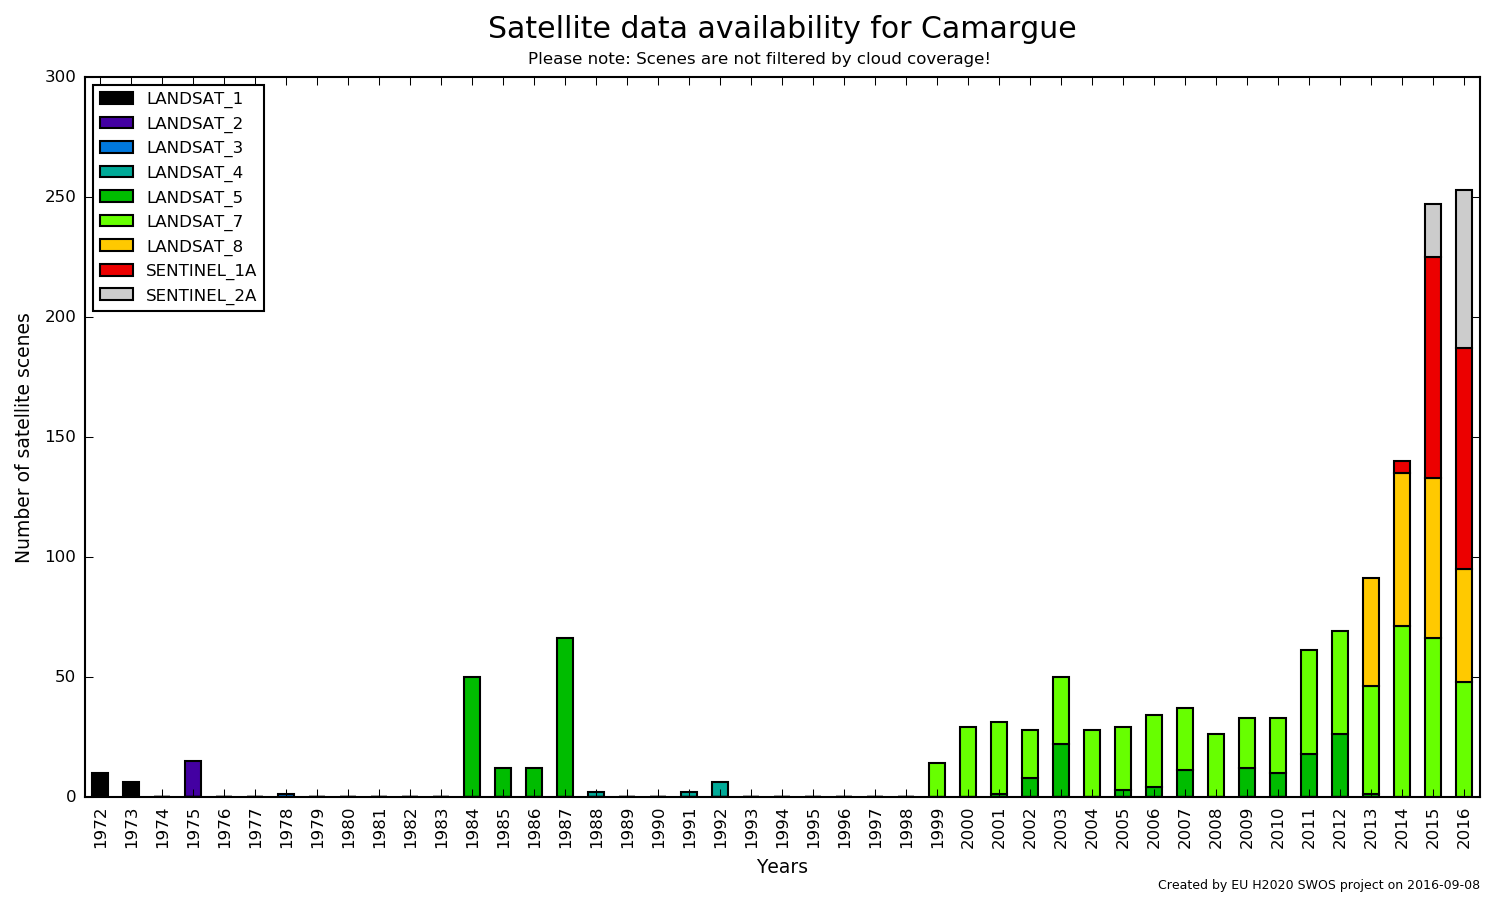 Satellite data availability for Camargue
Please note: Scenes are not filtered by cloud coverage!
300
250
200
150
100
50
0
Number of satellite scenes
LANDSAT_1
LANDSAT_2
LANDSAT_3
LANDSAT_4
LANDSAT_5
LANDSAT_7
LANDSAT_8
SENTINEL_1A
SENTINEL_2A
1972 1973 1974 1975 1976 1977 1978 1979 1980 1981 1982 1983 1984 1985 1986 1987 1988 1989 1990 1991 1992 1993 1994 1995 1996 1997 1998 1999 2000 2001 2002 2003 2004 2005 2006 2007 2008 2009 2010 2011 2012 2013 2014 2015 2016
Years
Created by EU H2020 SWOS project on 2016-09-08